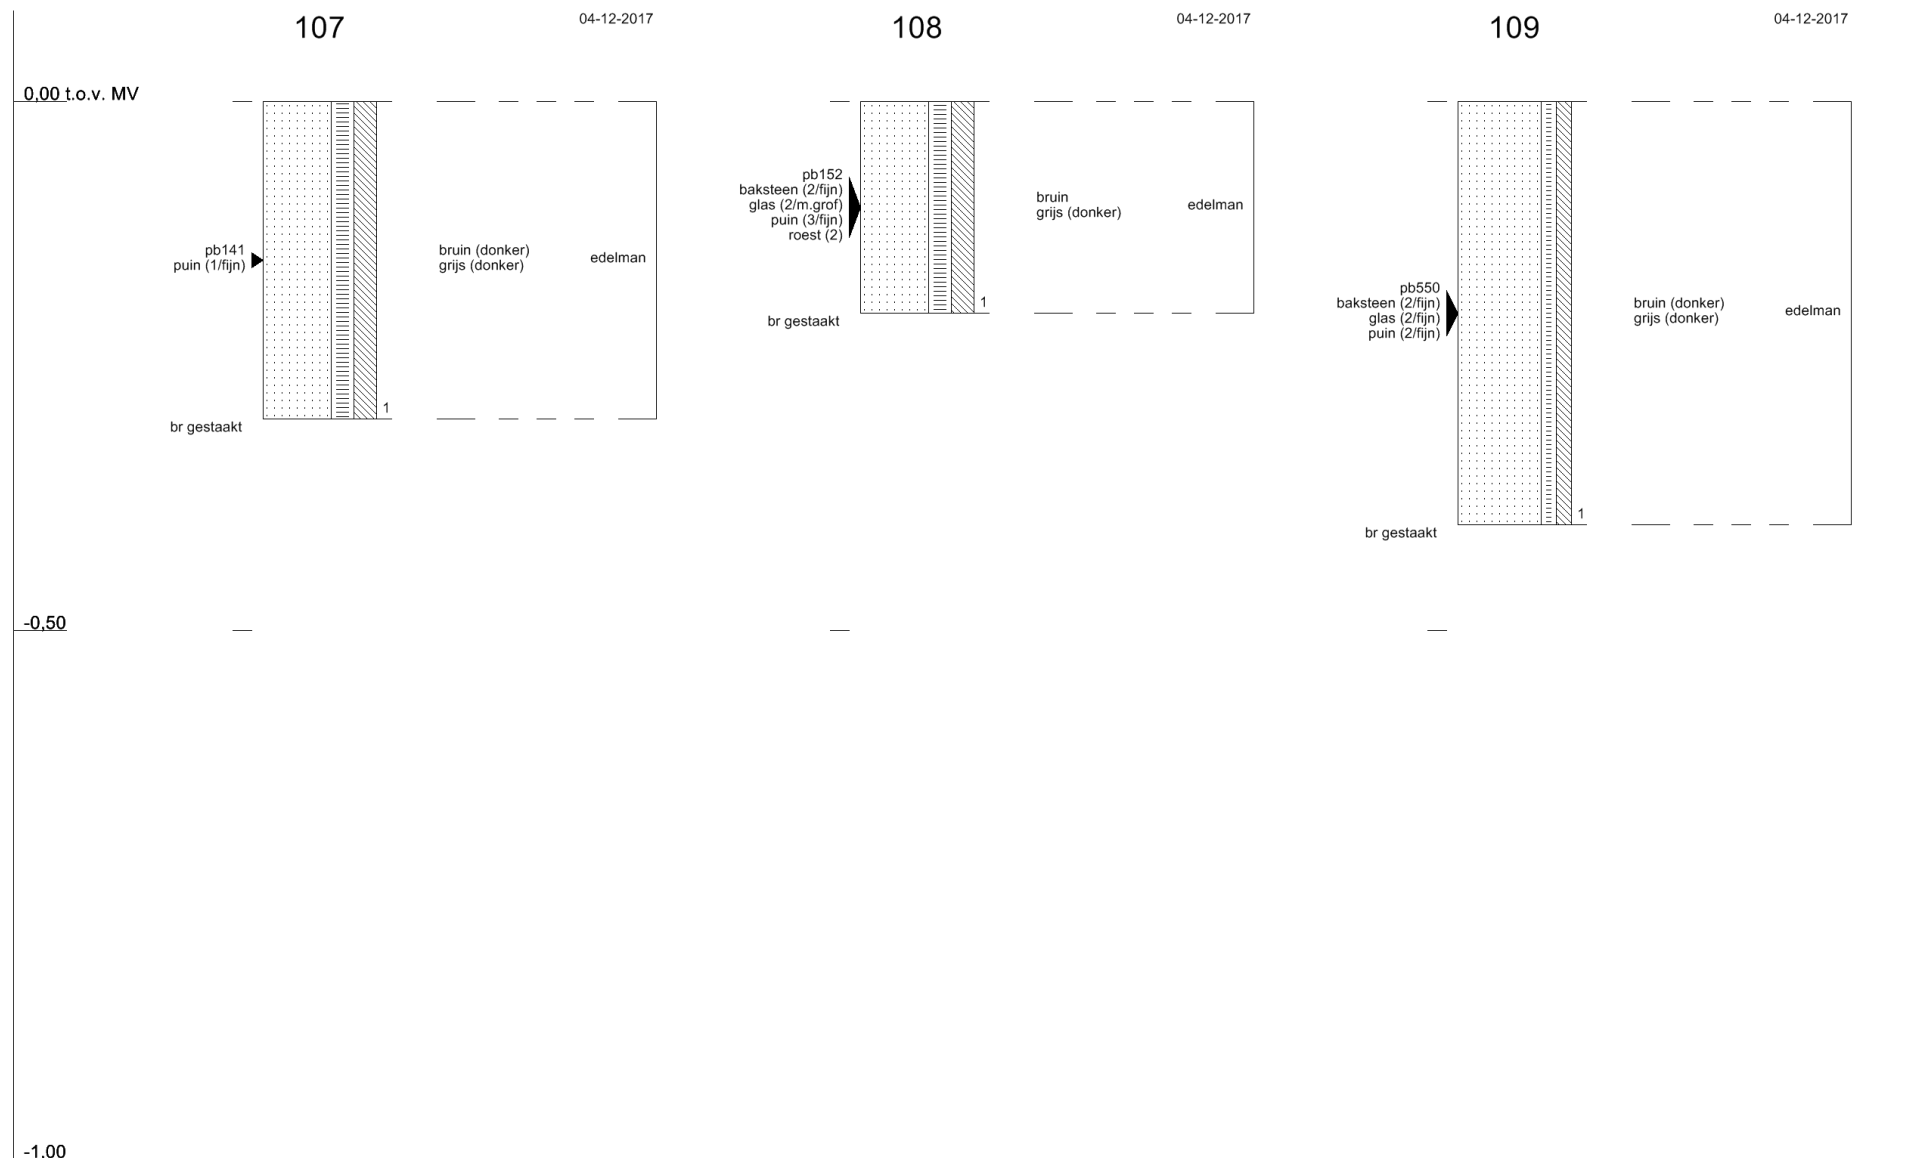 107
04-12-2017
108
04-12-2017
109
04-12-2017
0,00 t.o.v. MV
pb141
puin (1/fijn)
bruin (donker)
grijs (donker)
edelman
1
br gestaakt
pb152
baksteen (2/fijn)
glas (2/m.grof)
puin (3/fijn)
roest (2)
bruin
grijs (donker)
edelman
1
br gestaakt
pb550
baksteen (2/fijn)
glas (2/fijn)
puin (2/fijn)
bruin (donker)
grijs (donker)
edelman
1
br gestaakt
-0,50
-1,00